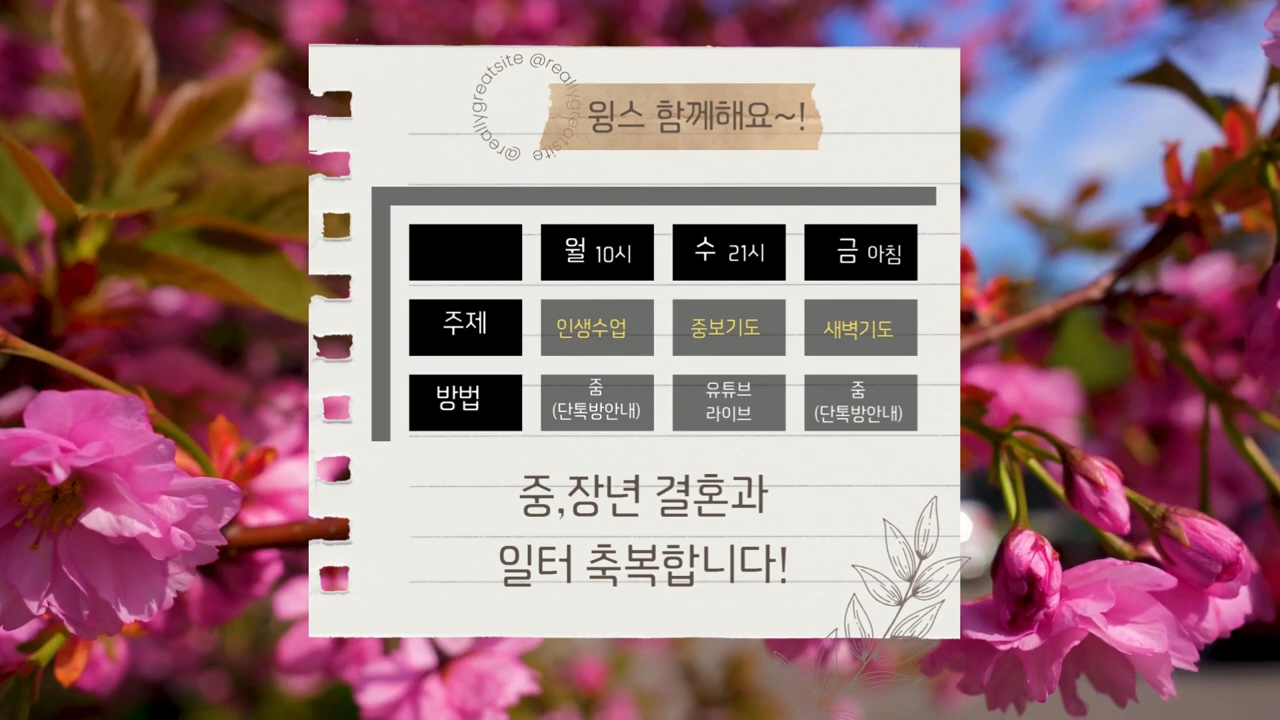 @reallygreatsite @reallygreatsite @reallygreatsite
윙스 함께해요~!
월 10시 수 21시 금 아침
주제 인생수업 중보기도 새벽기도
방법 줌 유튜브 줌
(단톡방안내) 라이브 (단톡방안내)
중,장년 결혼과
일터 축복합니다!